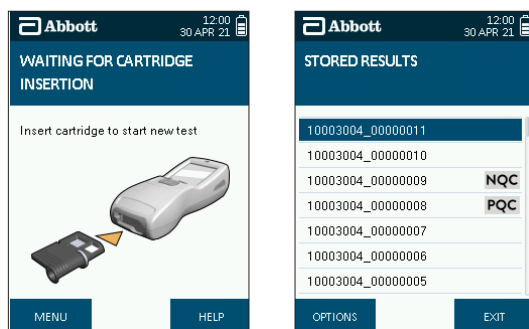 Abbott
12:00
30 APR 21
WAITING FOR CARTRIDGE
INSERTION
Insert cartridge to start new test
MENU
HELP
Abbott
12:00
30 APR 21
STORED RESULTS
10003004_00000011
10003004_00000010
10003004_00000009 NQC
10003004_00000008 PQC
10003004_00000007
10003004_00000006
10003004_00000005
OPTIONS
EXIT